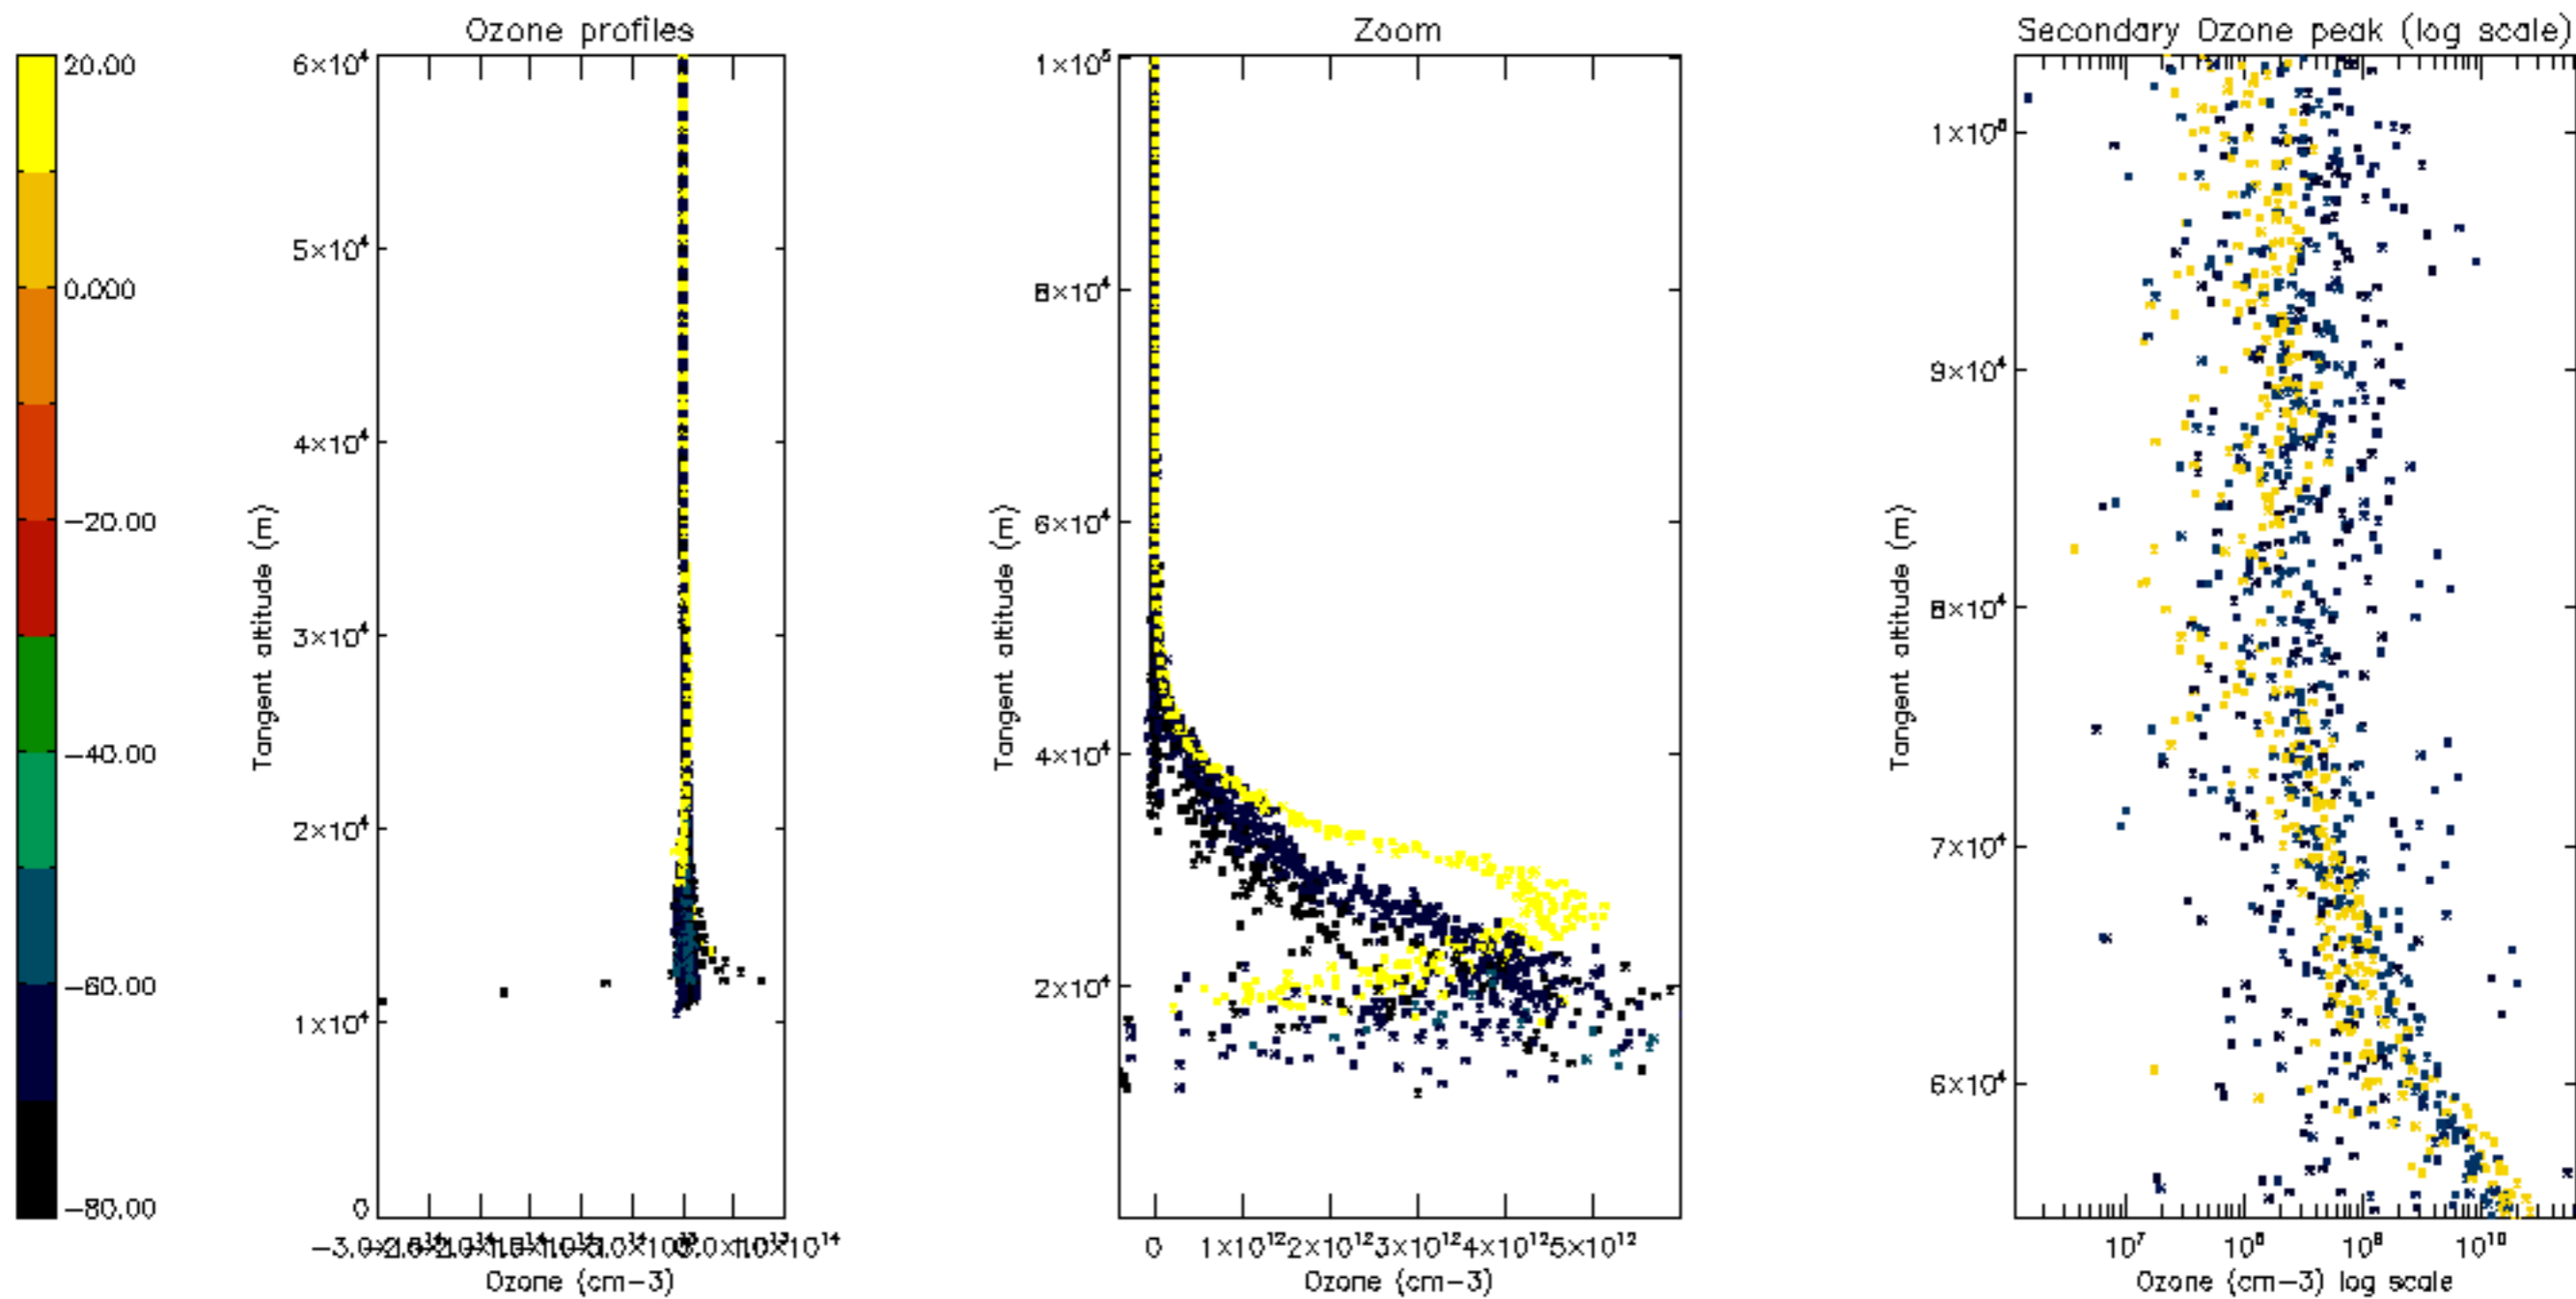 Ozone profiles
Zoom
Secondary Ozone peak (log scale)
20.00
0.000
−20.00
−40.00
−60.00
−80.00
6×10⁴
5×10⁴
4×10⁴
3×10⁴
2×10⁴
1×10⁴
0
Tangent altitude (m)
Ozone (cm−3)
1×10⁵
8×10⁴
6×10⁴
4×10⁴
2×10⁴
Tangent altitude (m)
0 1×10¹² 2×10¹² 3×10¹² 4×10¹² 5×10¹²
Ozone (cm−3)
1×10⁵
9×10⁴
8×10⁴
7×10⁴
6×10⁴
Tangent altitude (m)
10⁷ 10⁸ 10⁹ 10¹⁰
Ozone (cm−3) log scale